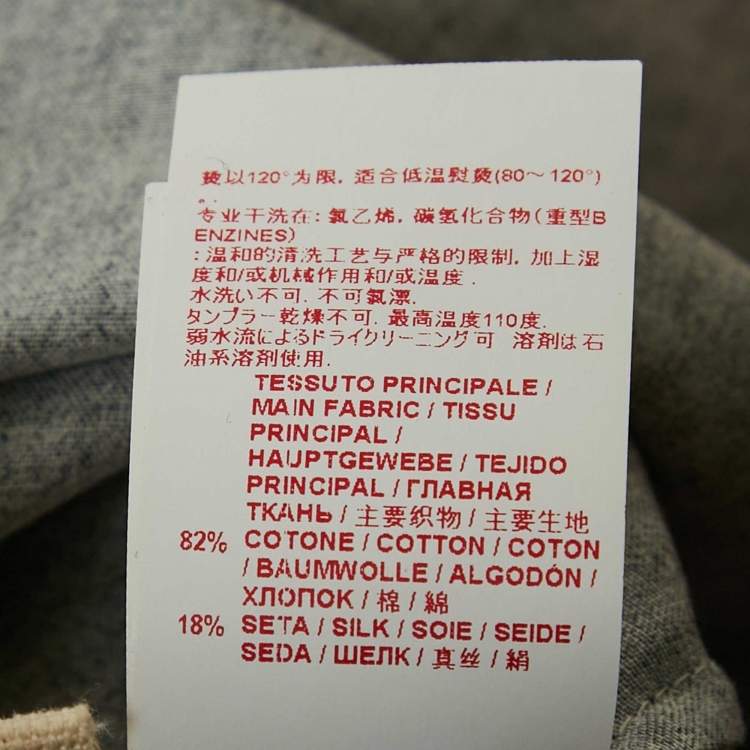 烫以120°为限, 适合低温熨烫(80～120°)
专业干洗在: 氯乙烯, 碳氢化合物(重型B
ENZINES)
: 温和的清洗工艺与严格的限制, 加上湿
度和/或机械作用和/或温度 .
水洗い不可. 不可氯漂.
タンブラー乾燥不可. 最高温度110度.
弱水流によるドライクリーニング可 溶剤は石
油系溶剤使用.
TESSUTO PRINCIPALE /
MAIN FABRIC / TISSU
PRINCIPAL /
HAUPTGEWEBE / TEJIDO
PRINCIPAL / ГЛАВНАЯ
ТКАНЬ / 主要织物 / 主要生地
82% COTONE / COTTON / COTON
/ BAUMWOLLE / ALGODÓN /
ХЛОПОК / 棉 / 綿
18% SETA / SILK / SOIE / SEIDE /
SEDA / ШЕЛК / 真丝 / 絹